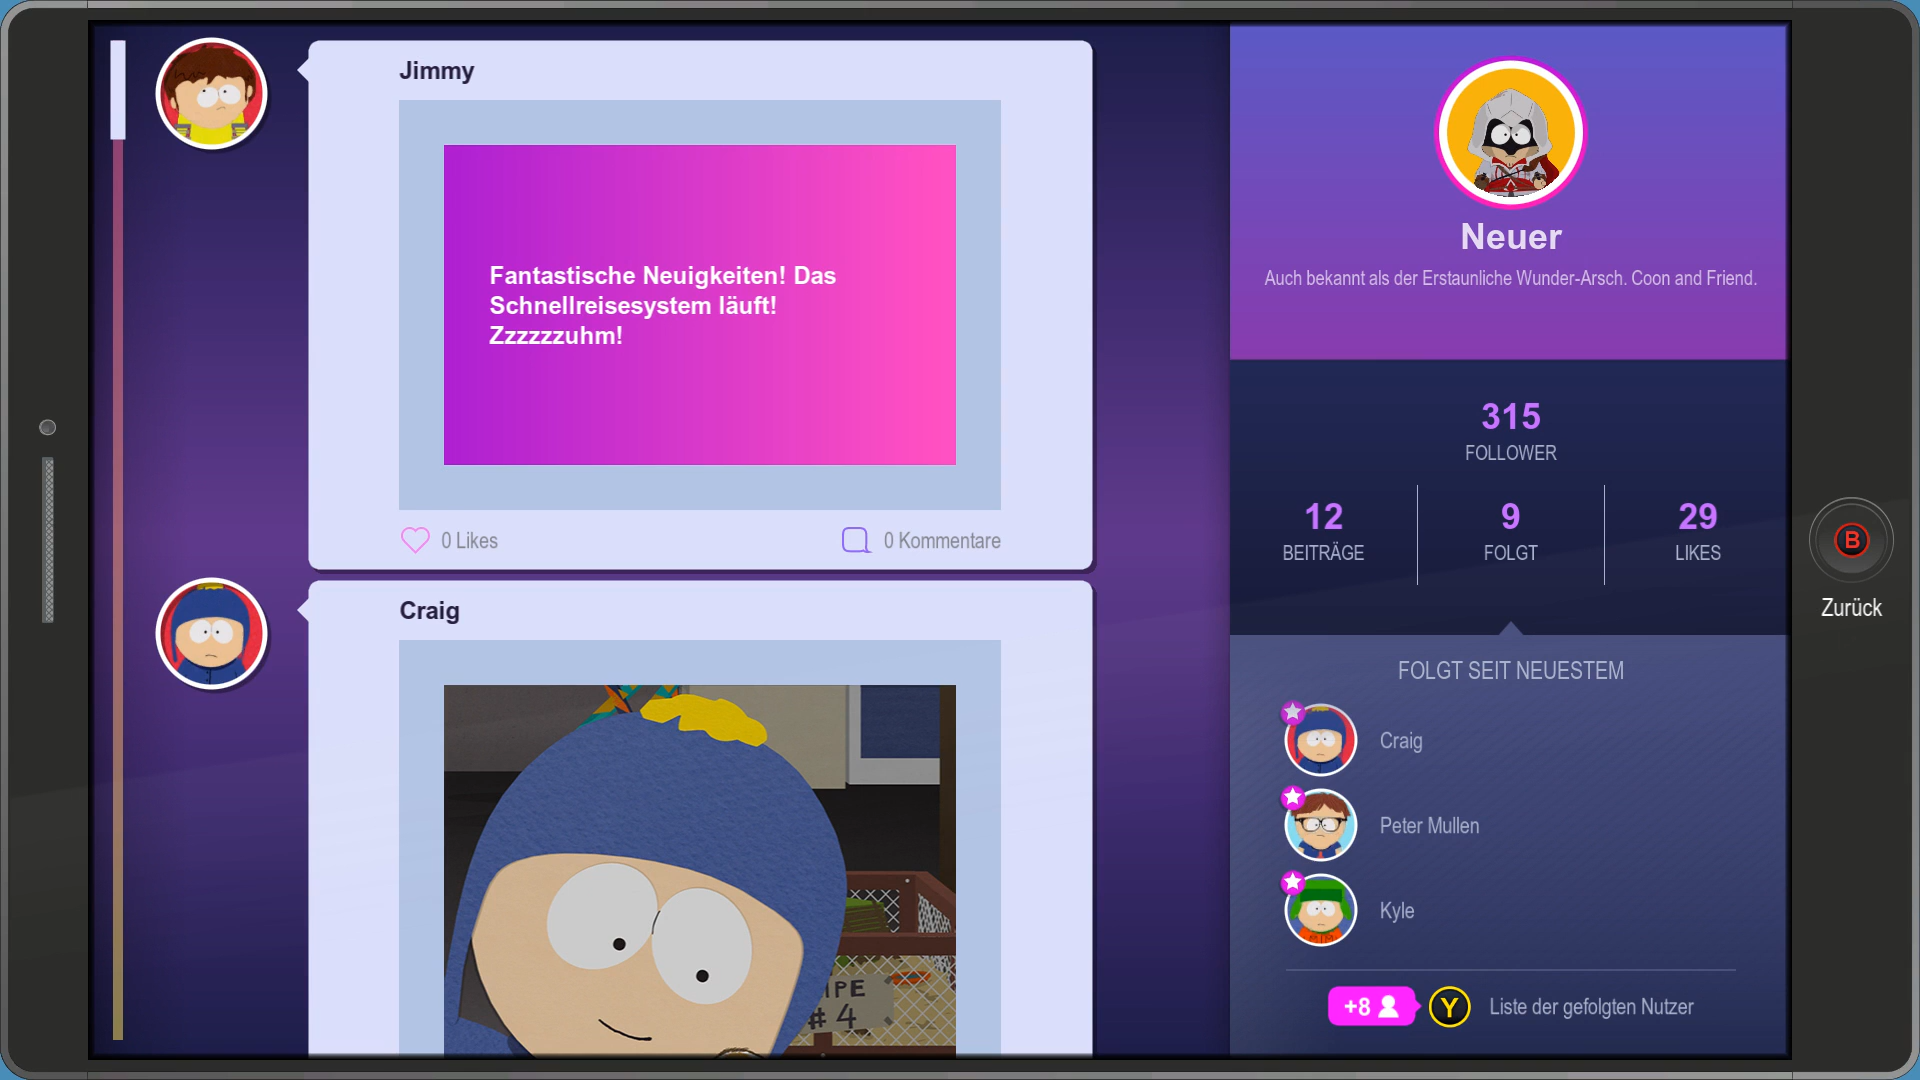 Jimmy
Fantastische Neuigkeiten! Das
Schnellreisesystem läuft!
Zzzzzzuhm!
0 Likes
0 Kommentare
Craig
# 4
Neuer
Auch bekannt als der Erstaunliche Wunder-Arsch. Coon and Friend.
315
FOLLOWER
12
BEITRÄGE
9
FOLGT
29
LIKES
FOLGT SEIT NEUESTEM
Craig
Peter Mullen
Kyle
+8
Y
Liste der gefolgten Nutzer
B
Zurück